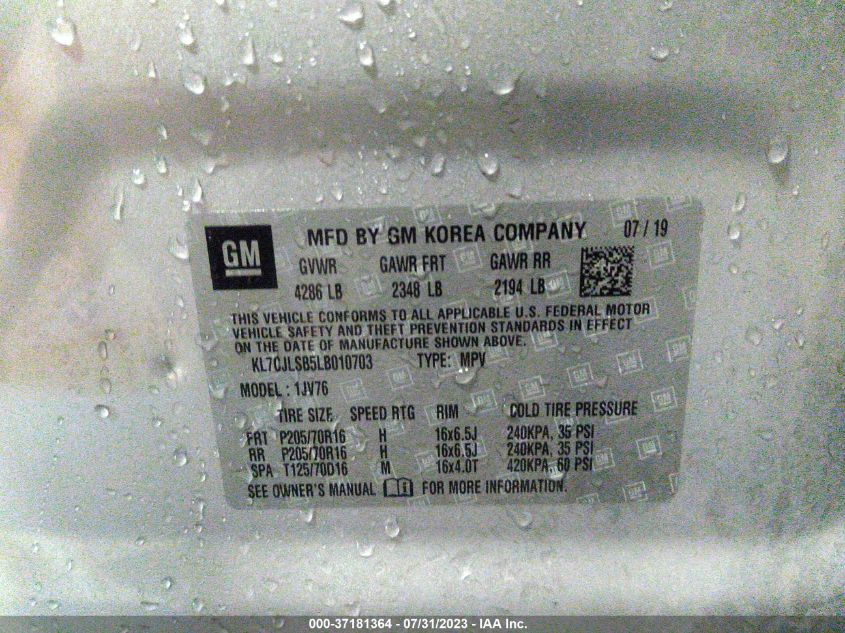 GM
MFD BY GM KOREA COMPANY 07 / 19
GVWR GAWR FRT GAWR RR
4286 LB 2348 LB 2194 LB
THIS VEHICLE CONFORMS TO ALL APPLICABLE U.S. FEDERAL MOTOR
VEHICLE SAFETY AND THEFT PREVENTION STANDARDS IN EFFECT
ON THE DATE OF MANUFACTURE SHOWN ABOVE.
KL7CJLSB5LB010703 TYPE: MPV
MODEL : 1JV76
TIRE SIZE SPEED RTG RIM COLD TIRE PRESSURE
FRT P205/70R16 H 16x6.5J 240KPA, 35 PSI
RR P205/70R16 H 16x6.5J 240KPA, 35 PSI
SPA T125/70D16 M 16x4.0T 420KPA, 60 PSI
SEE OWNER'S MANUAL FOR MORE INFORMATION.
000-37181364 - 07/31/2023 - IAA Inc.